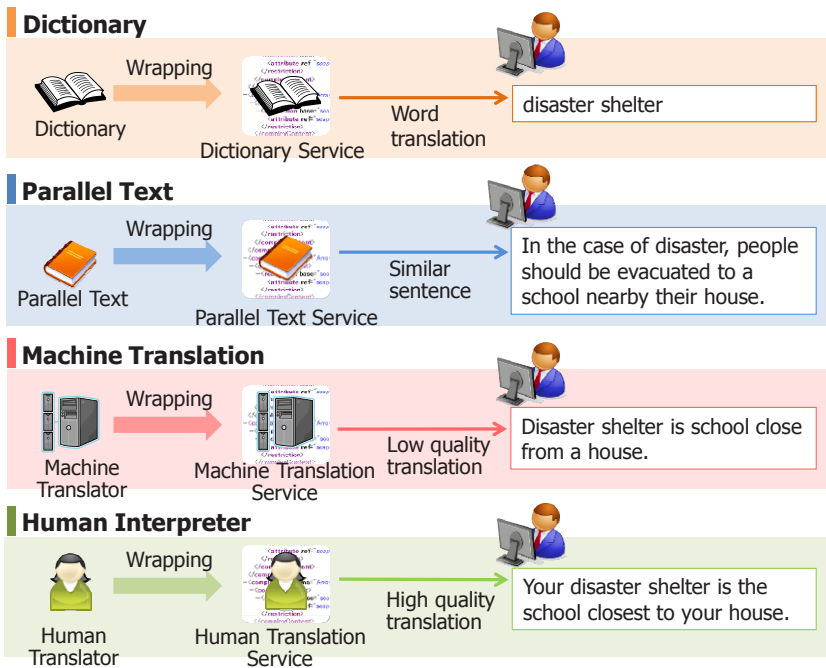 Dictionary
Wrapping
Dictionary
Dictionary Service
Word
translation
disaster shelter
Parallel Text
Wrapping
Parallel Text
Parallel Text Service
Similar
sentence
In the case of disaster, people
should be evacuated to a
school nearby their house.
Machine Translation
Wrapping
Machine
Translator
Machine Translation
Service
Low quality
translation
Disaster shelter is school close
from a house.
Human Interpreter
Wrapping
Human
Translator
Human Translation
Service
High quality
translation
Your disaster shelter is the
school closest to your house.